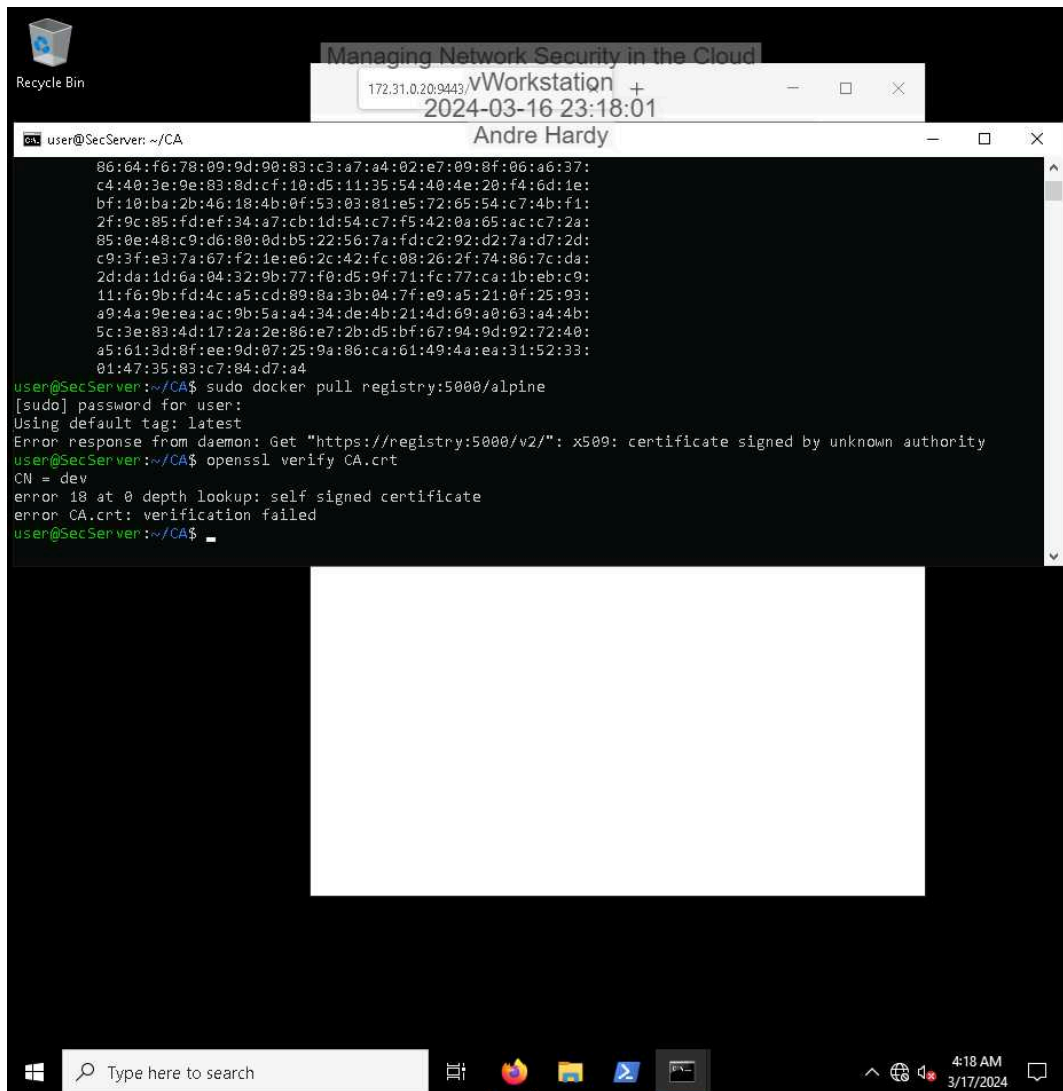 Recycle Bin
Managing Network Security in the Cloud
172.31.0.20:9443/
vWorkstation
2024-03-16 23:18:01
Andre Hardy
user@SecServer: ~/CA
86:64:f6:78:09:9d:90:83:c3:a7:a4:02:e7:09:8f:06:a6:37:
c4:40:3e:9e:83:8d:cf:10:d5:11:35:54:40:4e:20:f4:6d:1e:
bf:10:ba:2b:46:18:4b:0f:53:03:81:e5:72:65:54:c7:4b:f1:
2f:9c:85:fd:ef:34:a7:cb:1d:54:c7:f5:42:0a:65:ac:c7:2a:
85:0e:48:c9:d6:80:0d:b5:22:56:7a:fd:c2:92:d2:7a:d7:2d:
c9:3f:e3:7a:67:f2:1e:e6:2c:42:fc:08:26:2f:74:86:7c:da:
2d:da:1d:6a:04:32:9b:77:f0:d5:9f:71:fc:77:ca:1b:eb:c9:
11:f6:9b:fd:4c:a5:cd:89:8a:3b:04:7f:e9:a5:21:0f:25:93:
a9:4a:9e:ea:ac:9b:5a:a4:34:de:4b:21:4d:69:a0:63:a4:4b:
5c:3e:83:4d:17:2a:2e:86:e7:2b:d5:bf:67:94:9d:92:72:40:
a5:61:3d:8f:ee:9d:07:25:9a:86:ca:61:49:4a:ea:31:52:33:
01:47:35:83:c7:84:d7:a4
user@SecServer:~/CA$ sudo docker pull registry:5000/alpine
[sudo] password for user:
Using default tag: latest
Error response from daemon: Get "https://registry:5000/v2/": x509: certificate signed by unknown authority
user@SecServer:~/CA$ openssl verify CA.crt
CN = dev
error 18 at 0 depth lookup: self signed certificate
error CA.crt: verification failed
user@SecServer:~/CA$
Type here to search
4:18 AM
3/17/2024